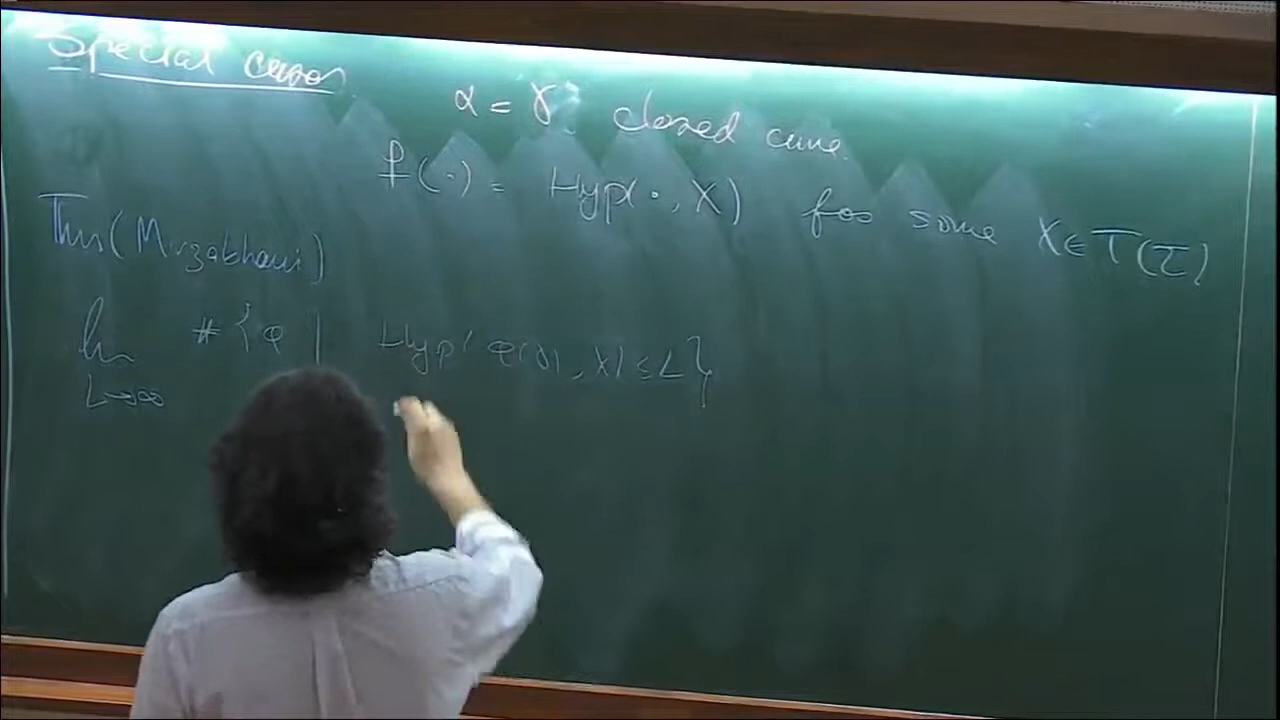 Special cases
α = γ closed curve.
f(·) = Hyp(·, X) for some X ∈ T(Σ)
Thm (Mirzakhani)
lim # { φ | Hyp(φ(γ), X) ≤ L }
L→∞